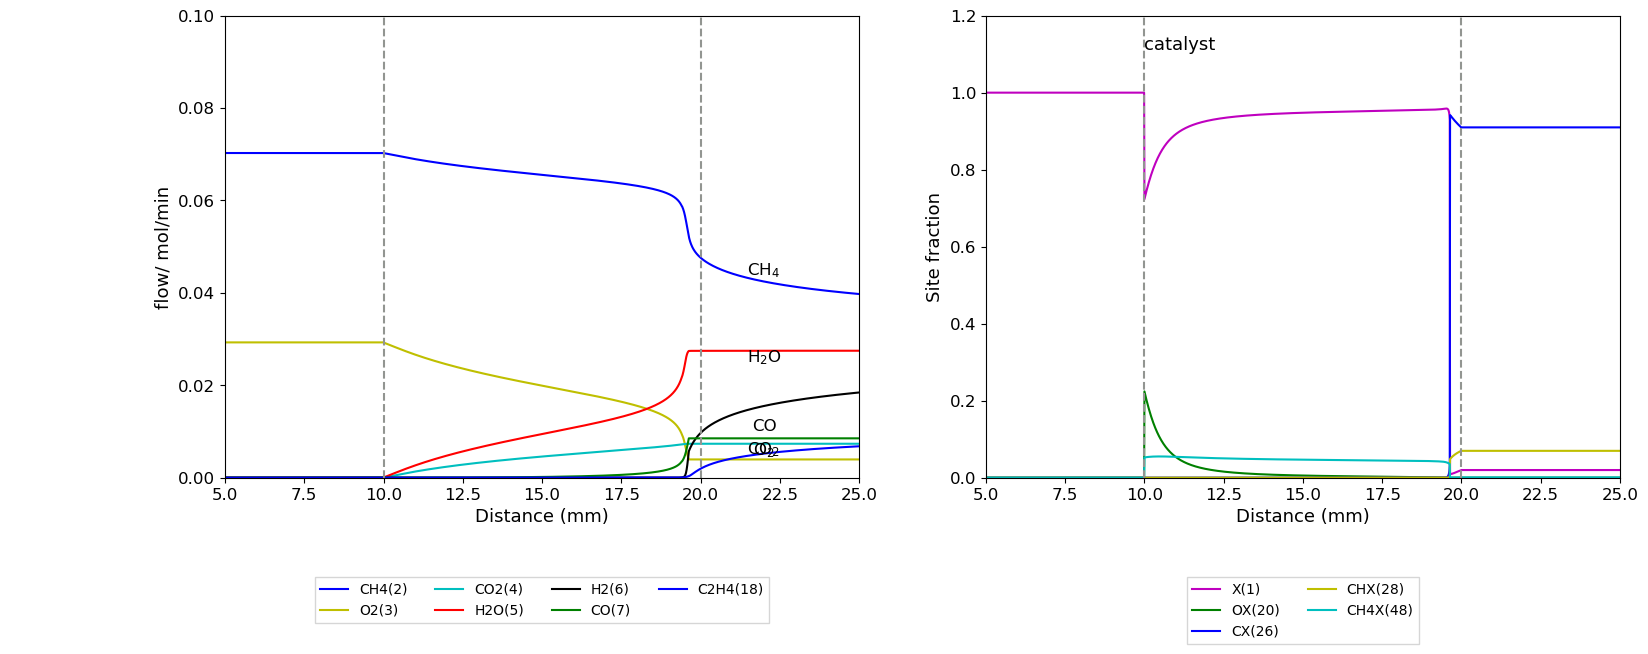 0.10
0.08
0.06
0.04
0.02
0.00
flow/ mol/min
CH₄
H₂O
CO
CO₂
O₂
5.0 7.5 10.0 12.5 15.0 17.5 20.0 22.5 25.0
Distance (mm)
CH4(2) CO2(4) H2(6) C2H4(18)
O2(3) H2O(5) CO(7)
1.2
1.0
0.8
0.6
0.4
0.2
0.0
Site fraction
catalyst
5.0 7.5 10.0 12.5 15.0 17.5 20.0 22.5 25.0
Distance (mm)
X(1) CHX(28)
OX(20) CH4X(48)
CX(26)